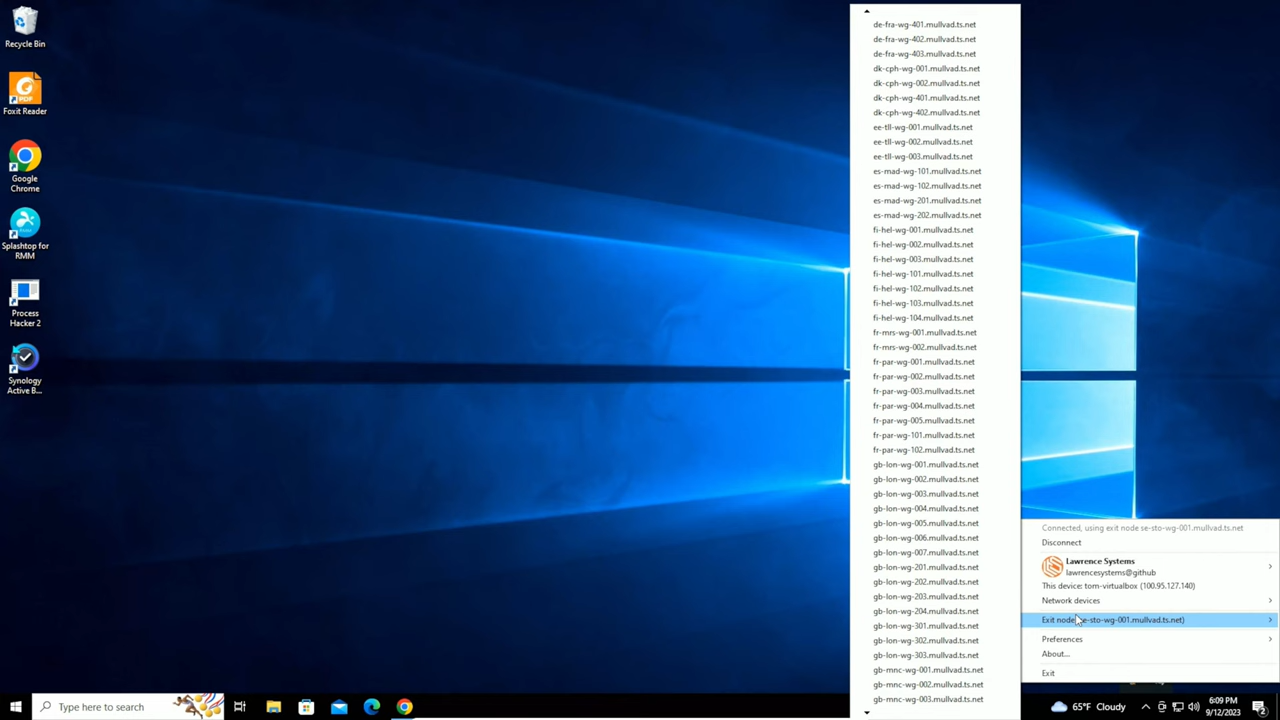 Recycle Bin
Foxit Reader
Google
Chrome
Splashtop for
RMM
Process
Hacker 2
Synology
Active B...
de-fra-wg-401.mullvad.ts.net
de-fra-wg-402.mullvad.ts.net
de-fra-wg-403.mullvad.ts.net
dk-cph-wg-001.mullvad.ts.net
dk-cph-wg-002.mullvad.ts.net
dk-cph-wg-401.mullvad.ts.net
dk-cph-wg-402.mullvad.ts.net
ee-tll-wg-001.mullvad.ts.net
ee-tll-wg-002.mullvad.ts.net
ee-tll-wg-003.mullvad.ts.net
es-mad-wg-101.mullvad.ts.net
es-mad-wg-102.mullvad.ts.net
es-mad-wg-201.mullvad.ts.net
es-mad-wg-202.mullvad.ts.net
fi-hel-wg-001.mullvad.ts.net
fi-hel-wg-002.mullvad.ts.net
fi-hel-wg-003.mullvad.ts.net
fi-hel-wg-101.mullvad.ts.net
fi-hel-wg-102.mullvad.ts.net
fi-hel-wg-103.mullvad.ts.net
fi-hel-wg-104.mullvad.ts.net
fr-mrs-wg-001.mullvad.ts.net
fr-mrs-wg-002.mullvad.ts.net
fr-par-wg-001.mullvad.ts.net
fr-par-wg-002.mullvad.ts.net
fr-par-wg-003.mullvad.ts.net
fr-par-wg-004.mullvad.ts.net
fr-par-wg-005.mullvad.ts.net
fr-par-wg-101.mullvad.ts.net
fr-par-wg-102.mullvad.ts.net
gb-lon-wg-001.mullvad.ts.net
gb-lon-wg-002.mullvad.ts.net
gb-lon-wg-003.mullvad.ts.net
gb-lon-wg-004.mullvad.ts.net
gb-lon-wg-005.mullvad.ts.net
gb-lon-wg-006.mullvad.ts.net
gb-lon-wg-007.mullvad.ts.net
gb-lon-wg-201.mullvad.ts.net
gb-lon-wg-202.mullvad.ts.net
gb-lon-wg-203.mullvad.ts.net
gb-lon-wg-204.mullvad.ts.net
gb-lon-wg-301.mullvad.ts.net
gb-lon-wg-302.mullvad.ts.net
gb-lon-wg-303.mullvad.ts.net
gb-mnc-wg-001.mullvad.ts.net
gb-mnc-wg-002.mullvad.ts.net
gb-mnc-wg-003.mullvad.ts.net
Connected, using exit node se-sto-wg-001.mullvad.ts.net
Disconnect
Lawrence Systems
lawrencesystems@github
This device: tom-virtualbox (100.95.127.140)
Network devices
Exit node se-sto-wg-001.mullvad.ts.net)
Preferences
About...
Exit
Type here to search
65°F Cloudy
6:09 PM
9/12/2023
2